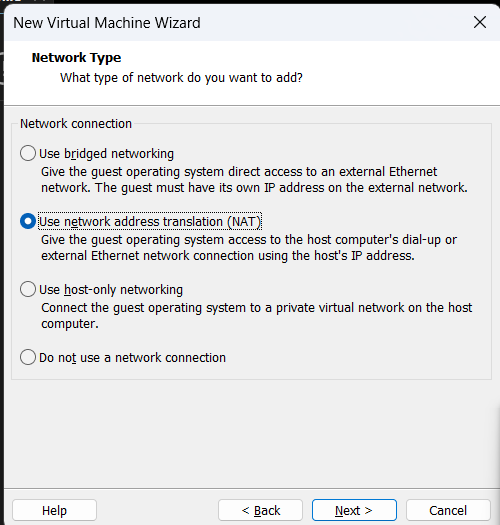 New Virtual Machine Wizard
Network Type
What type of network do you want to add?
Network connection
Use bridged networking
Give the guest operating system direct access to an external Ethernet
network. The guest must have its own IP address on the external network.
Use network address translation (NAT)
Give the guest operating system access to the host computer's dial-up or
external Ethernet network connection using the host's IP address.
Use host-only networking
Connect the guest operating system to a private virtual network on the host
computer.
Do not use a network connection
Help
< Back
Next >
Cancel